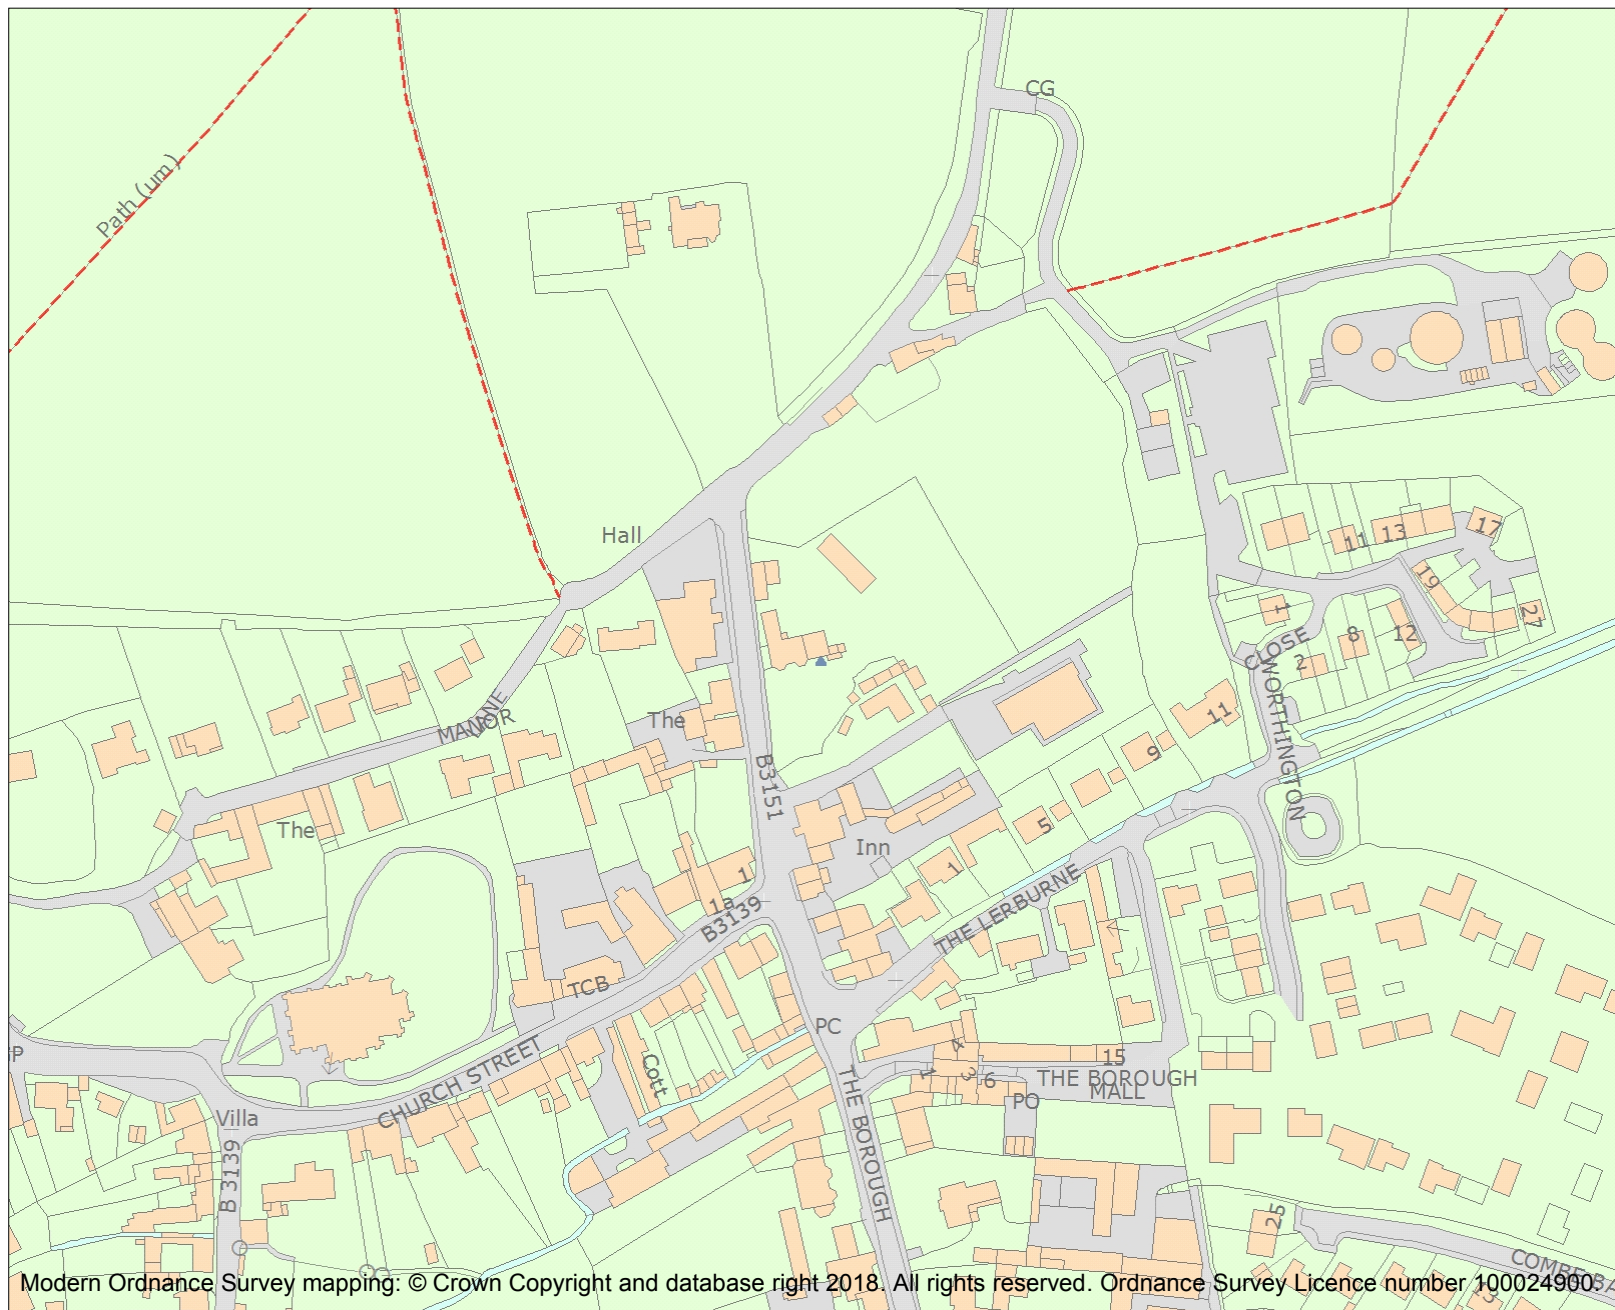 CG
Path (um)
Hall
11
13
17
19
27
1
CLOSE
2
8
12
WORTHINGTON
MANOR
LANE
The
B3151
11
9
5
1
The
Inn
1
1a
B3139
THE LERBURNE
TCB
CHURCH STREET
PC
Cott
4
1
3
6
15
THE BOROUGH
MALL
PO
Villa
B 3139
THE BOROUGH
25
13
Modern Ordnance Survey mapping: © Crown Copyright and database right 2018. All rights reserved. Ordnance Survey Licence number 100024900.